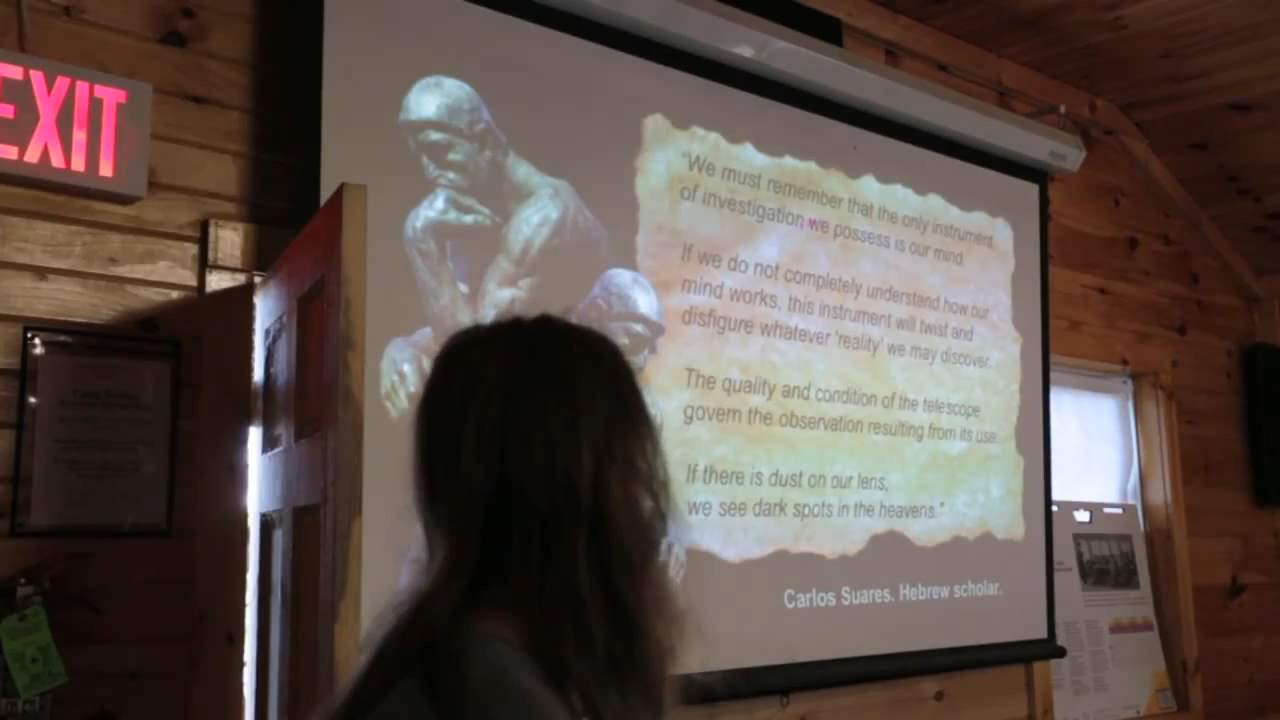 EXIT
"We must remember that the only instrument
of investigation we possess is our mind.
If we do not completely understand how our
mind works, this instrument will twist and
disfigure whatever 'reality' we may discover.
The quality and condition of the telescope
govern the observation resulting from its use.
If there is dust on our lens,
we see dark spots in the heavens."
Carlos Suares. Hebrew scholar.